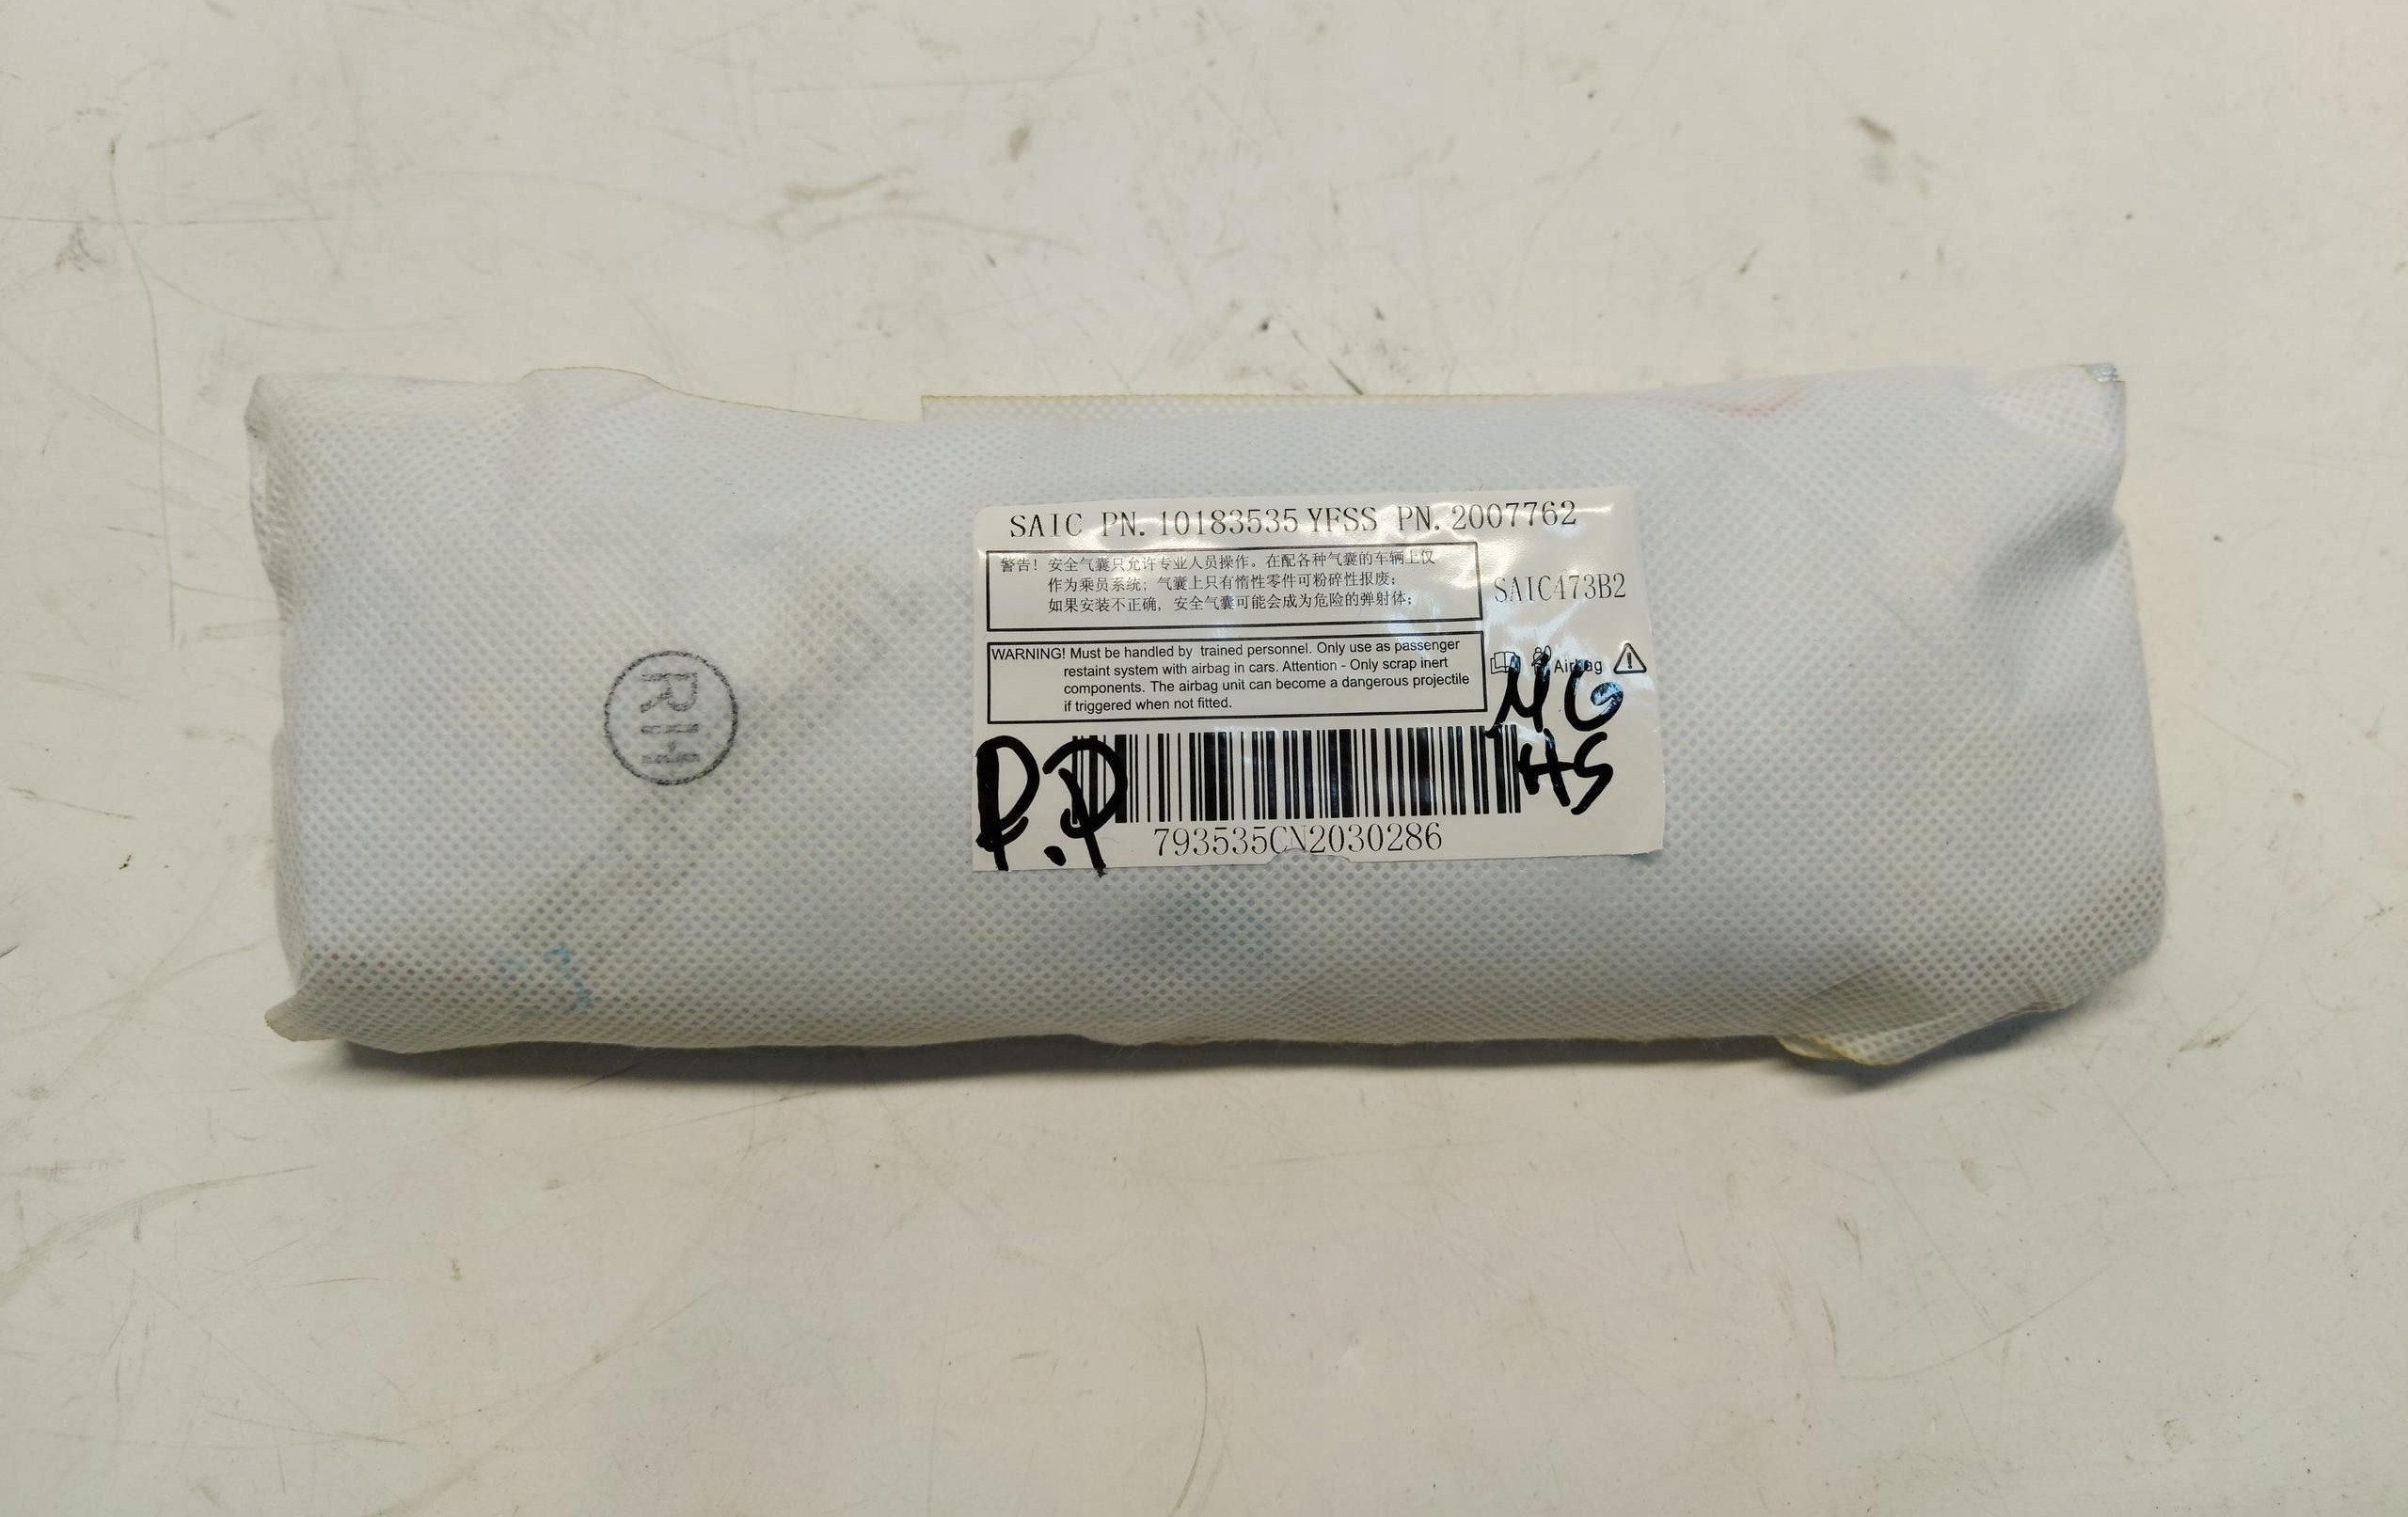 SAIC PN. 10183535 YFSS PN. 2007762
警告! 安全气囊只允许专业人员操作。在配各种气囊的车辆上仅
作为乘员系统; 气囊上只有惰性零件可粉碎性报废;
如果安装不正确, 安全气囊可能会成为危险的弹射体;
SAIC473B2
WARNING! Must be handled by trained personnel. Only use as passenger
restaint system with airbag in cars. Attention - Only scrap inert
components. The airbag unit can become a dangerous projectile
if triggered when not fitted.
Airbag
MG
HS
RH
P.P
793535CN2030286